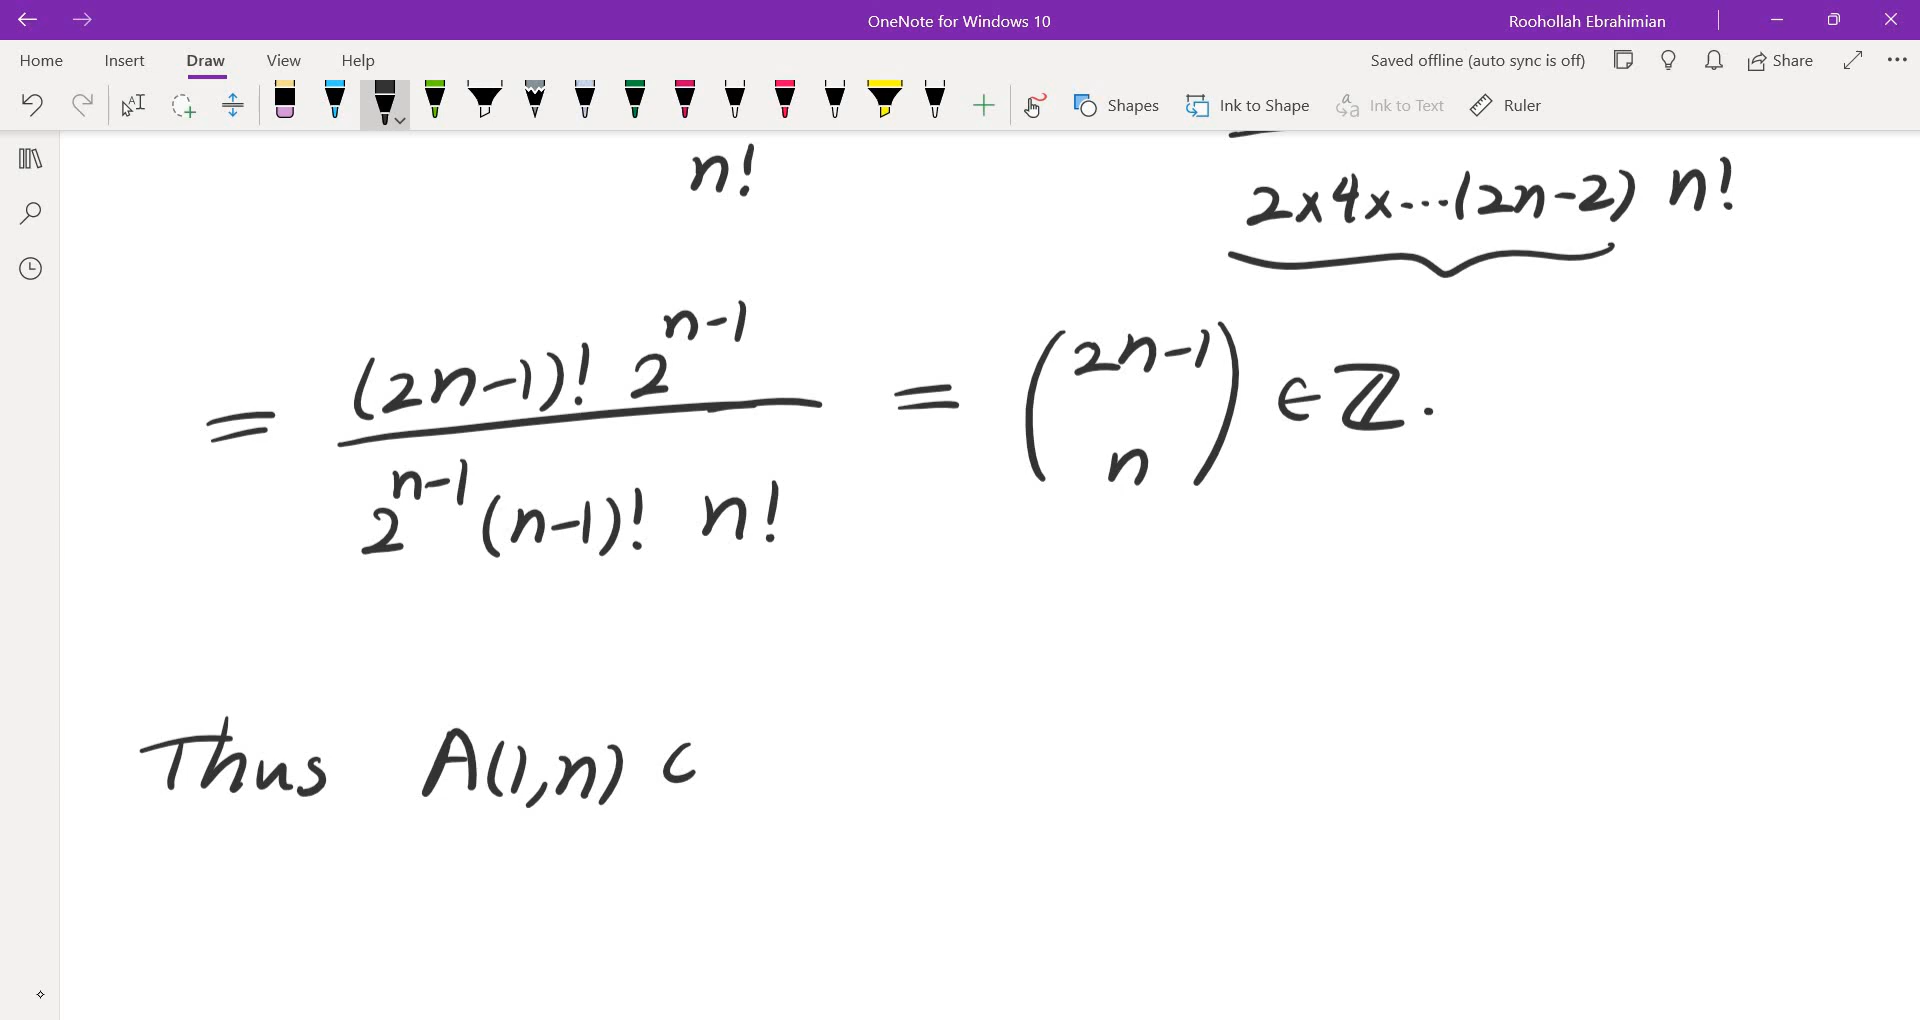 OneNote for Windows 10
Roohollah Ebrahimian
Home Insert Draw View Help
Saved offline (auto sync is off) Share
Shapes Ink to Shape Ink to Text Ruler
n!
2×4×...(2n-2) n!
= (2n-1)! 2^{n-1} / 2^{n-1} (n-1)! n! = (2n-1 n) ∈ ℤ.
Thus A(1,n) c